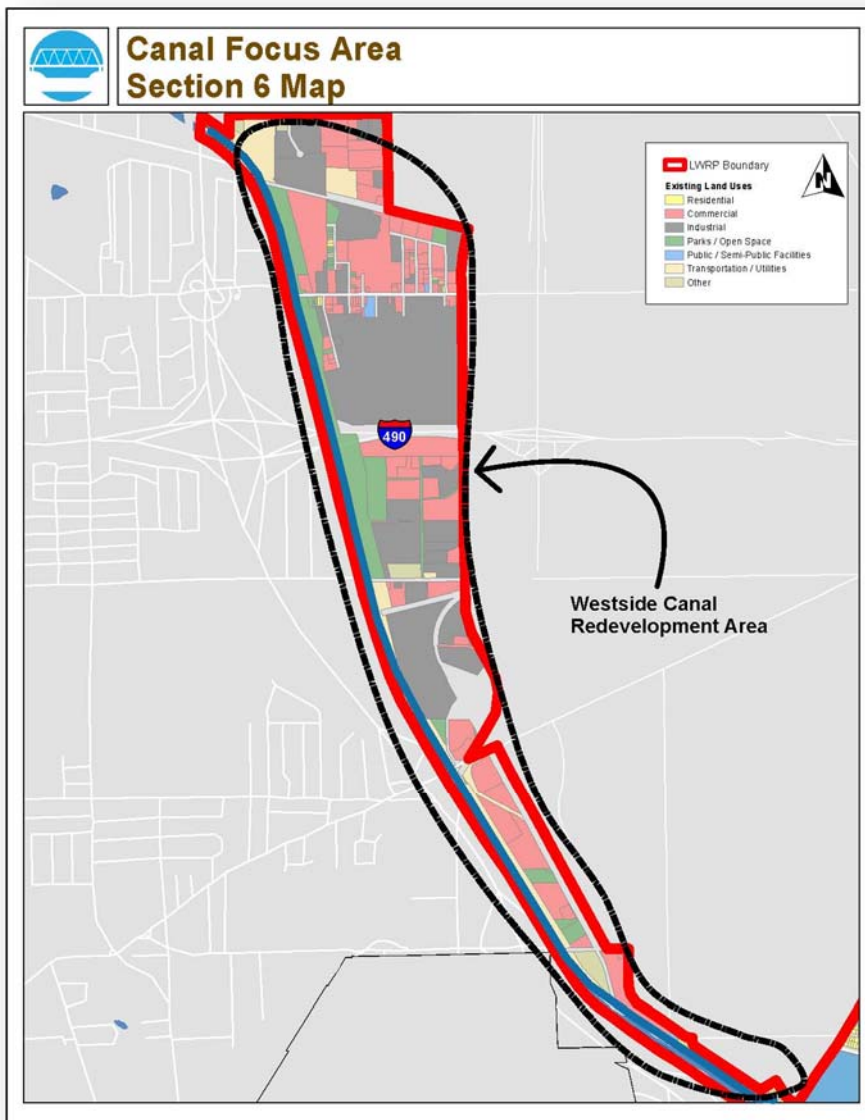 Canal Focus Area
Section 6 Map
LWRP Boundary
N
Existing Land Uses
Residential
Commercial
Industrial
Parks / Open Space
Public / Semi-Public Facilities
Transportation / Utilities
Other
490
Westside Canal
Redevelopment Area